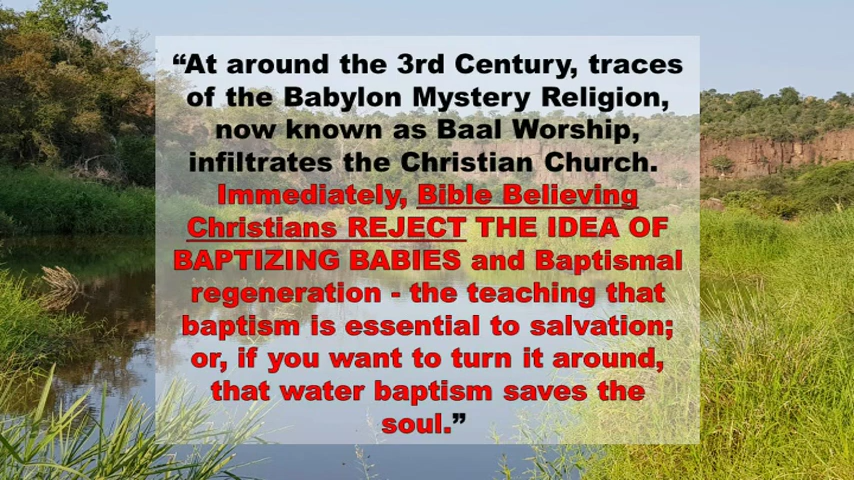 “At around the 3rd Century, traces
of the Babylon Mystery Religion,
now known as Baal Worship,
infiltrates the Christian Church.
Immediately, Bible Believing
Christians REJECT THE IDEA OF
BAPTIZING BABIES and Baptismal
regeneration - the teaching that
baptism is essential to salvation;
or, if you want to turn it around,
that water baptism saves the
soul.”